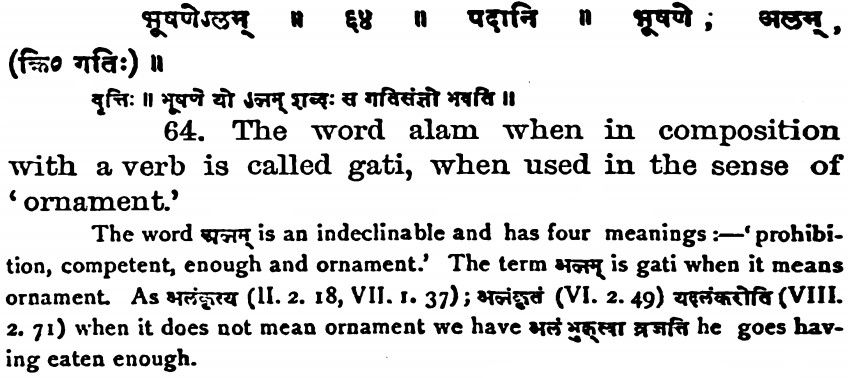 भूषणेऽलम् ॥ ६४ ॥ पदानि ॥ भूषणे ; अलम् ,
(क्रि० गतिः) ॥
वृत्तिः ॥ भूषणे यो ऽलम् शब्दः स गतिसंज्ञो भवति ॥
64. The word alam when in composition
with a verb is called gati, when used in the sense of
‘ornament.’
The word अलम् is an indeclinable and has four meanings :—‘prohibi-
tion, competent, enough and ornament.’ The term अलम् is gati when it means
ornament. As अलंकृत्य (II. 2. 18, VII. 1. 37) ; अलंकृतं (VI. 2. 49) यदलंकरोति (VIII.
2. 71) when it does not mean ornament we have अलं भुक्त्वा व्रजति he goes hav-
ing eaten enough.